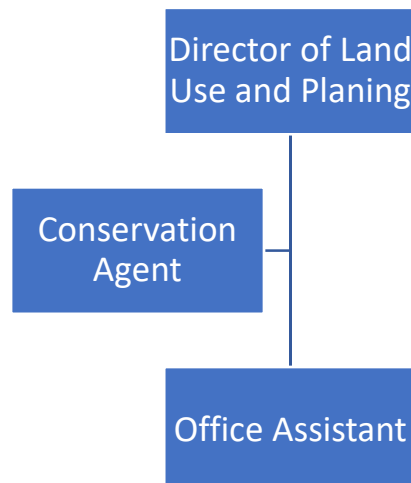 Director of Land
Use and Planing
Conservation
Agent
Office Assistant